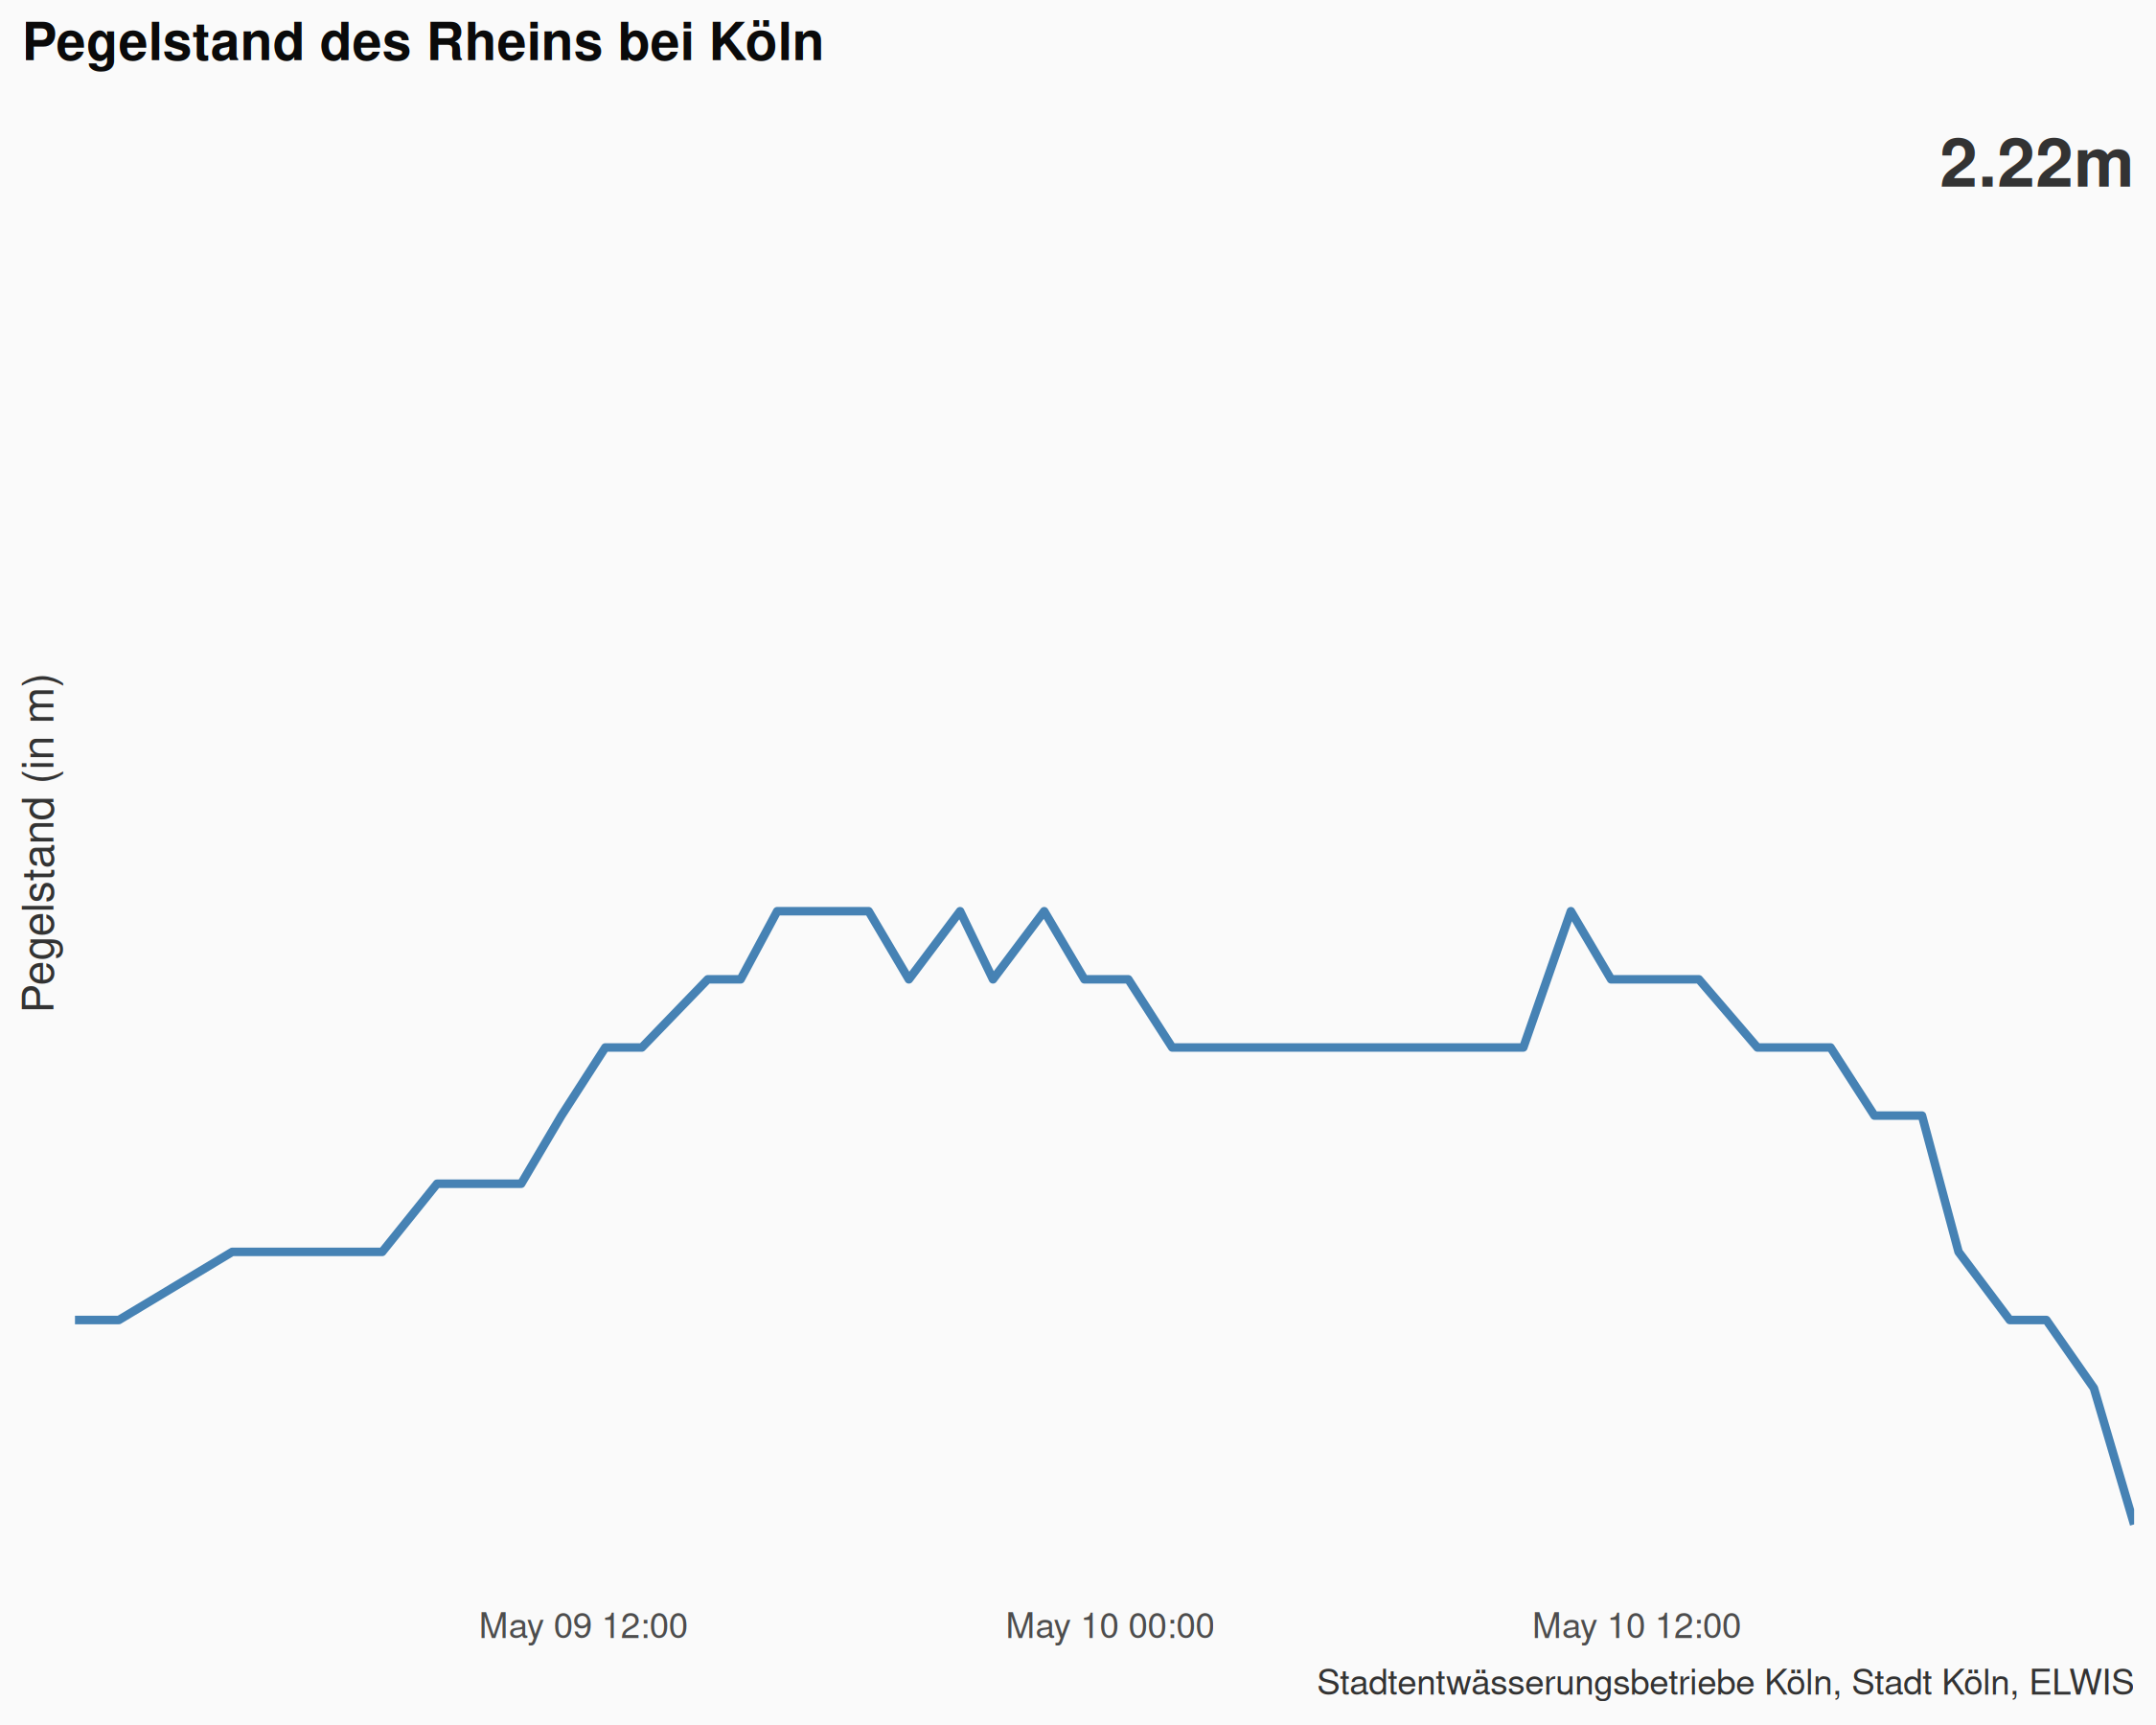 Pegelstand des Rheins bei Köln
2.22m
Pegelstand (in m)
May 09 12:00
May 10 00:00
May 10 12:00
Stadtentwässerungsbetriebe Köln, Stadt Köln, ELWIS